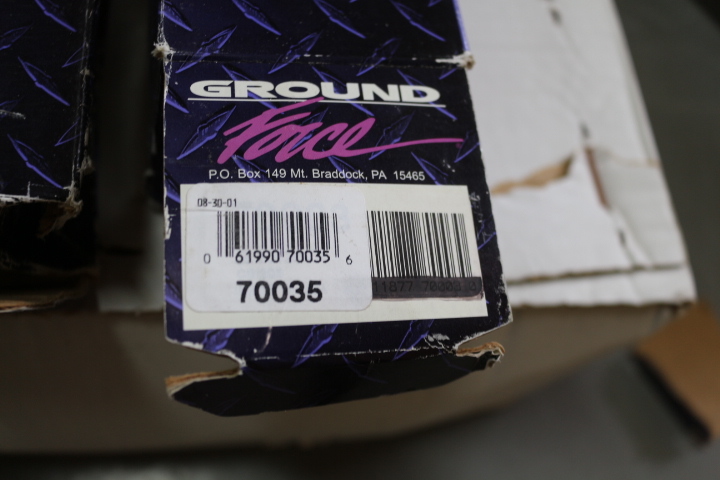 GROUND
Force
P.O. Box 149 Mt. Braddock, PA 15465
08-30-01
0 61990 70035 6
70035